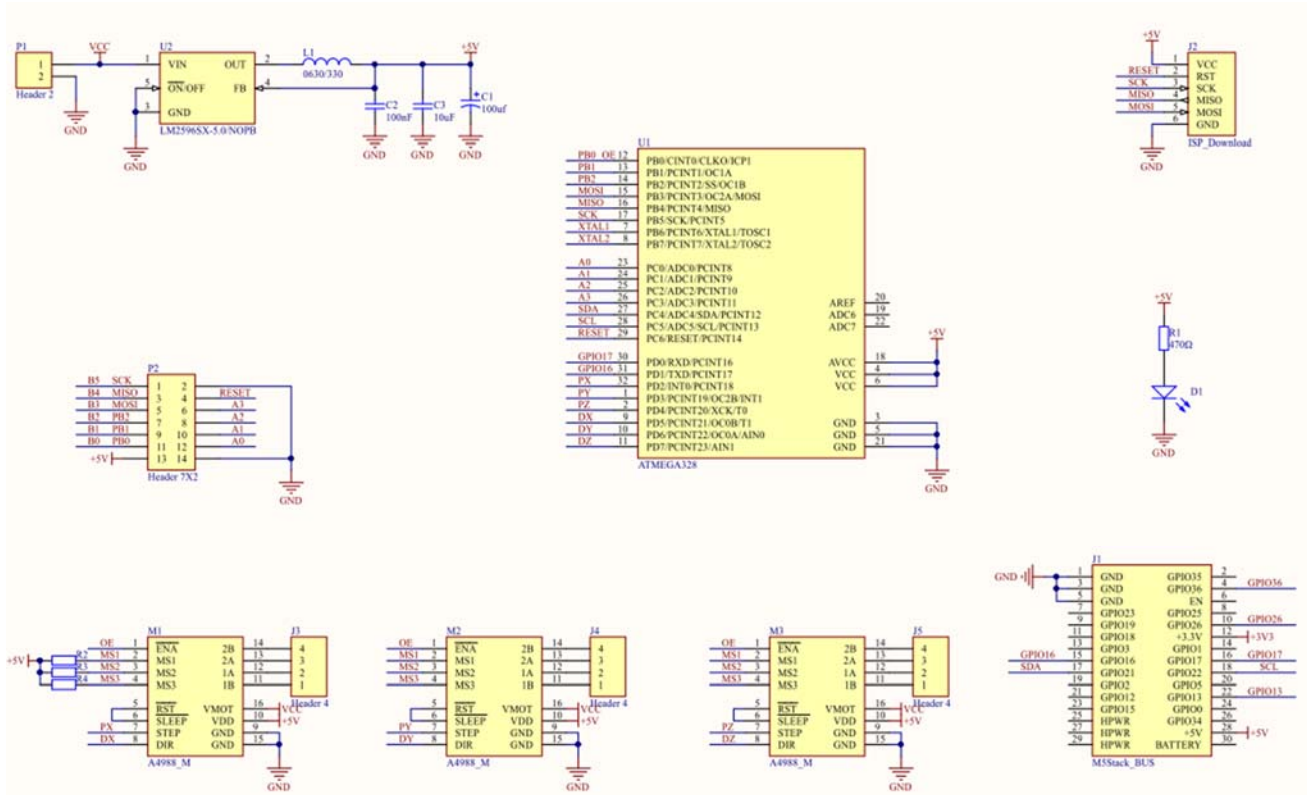 P1
1
2
Header 2
VCC
U2
1 VIN OUT 2
5 ON/OFF FB 4
3 GND
LM2596SX-5.0/NOPB
GND
GND
L1
0630/330
+5V
C2
100nF
C3
10uF
C1
100uf
GND
GND
GND
+5V
J2
1 VCC
RESET 2 RST
SCK 3 SCK
MISO 4 MISO
MOSI 5 MOSI
6 GND
ISP_Download
GND
U1
PB0 OE 12 PB0/CINT0/CLKO/ICP1
PB1 13 PB1/PCINT1/OC1A
PB2 14 PB2/PCINT2/SS/OC1B
MOSI 15 PB3/PCINT3/OC2A/MOSI
MISO 16 PB4/PCINT4/MISO
SCK 17 PB5/SCK/PCINT5
XTAL1 7 PB6/PCINT6/XTAL1/TOSC1
XTAL2 8 PB7/PCINT7/XTAL2/TOSC2
A0 23 PC0/ADC0/PCINT8
A1 24 PC1/ADC1/PCINT9
A2 25 PC2/ADC2/PCINT10
A3 26 PC3/ADC3/PCINT11
SDA 27 PC4/ADC4/SDA/PCINT12
SCL 28 PC5/ADC5/SCL/PCINT13
RESET 29 PC6/RESET/PCINT14
GPIO17 30 PD0/RXD/PCINT16
GPIO16 31 PD1/TXD/PCINT17
PX 32 PD2/INT0/PCINT18
PY 1 PD3/PCINT19/OC2B/INT1
PZ 2 PD4/PCINT20/XCK/T0
DX 9 PD5/PCINT21/OC0B/T1
DY 10 PD6/PCINT22/OC0A/AIN0
DZ 11 PD7/PCINT23/AIN1
AREF 20
ADC6 19
ADC7 22
+5V
AVCC 18
VCC 4
VCC 6
GND 3
GND 5
GND 21
GND
ATMEGA328
+5V
R1
470Ω
D1
GND
P2
B5 SCK 1 2
B4 MISO 3 4 RESET
B3 MOSI 5 6 A3
B2 PB2 7 8 A2
B1 PB1 9 10 A1
B0 PB0 11 12 A0
+5V 13 14
Header 7X2
GND
M1
OE 1 ENA 2B 14
+5V R2 MS1 2 MS1 2A 13
R3 MS2 3 MS2 1A 12
R4 MS3 4 MS3 1B 11
5 RST VMOT 16 VCC
6 SLEEP VDD 10 +5V
PX 7 STEP GND 9
DX 8 DIR GND 15
A4988_M
GND
J3
4
3
2
1
Header 4
M2
OE 1 ENA 2B 14
MS1 2 MS1 2A 13
MS2 3 MS2 1A 12
MS3 4 MS3 1B 11
5 RST VMOT 16 VCC
6 SLEEP VDD 10 +5V
PY 7 STEP GND 9
DY 8 DIR GND 15
A4988_M
GND
J4
4
3
2
1
Header 4
M3
OE 1 ENA 2B 14
MS1 2 MS1 2A 13
MS2 3 MS2 1A 12
MS3 4 MS3 1B 11
5 RST VMOT 16 VCC
6 SLEEP VDD 10 +5V
PZ 7 STEP GND 9
DZ 8 DIR GND 15
A4988_M
GND
J5
4
3
2
1
Header 4
J1
GND 1 GND GPIO35 2
3 GND GPIO36 4 GPIO36
5 GND EN 6
7 GPIO23 GPIO25 8
9 GPIO19 GPIO26 10 GPIO26
11 GPIO18 +3.3V 12 +3V3
13 GPIO3 GPIO1 14
GPIO16 15 GPIO16 GPIO17 16 GPIO17
SDA 17 GPIO21 GPIO22 18 SCL
19 GPIO2 GPIO5 20
21 GPIO12 GPIO13 22 GPIO13
23 GPIO15 GPIO0 24
25 HPWR GPIO34 26
27 HPWR +5V 28 +5V
29 HPWR BATTERY 30
M5Stack_BUS